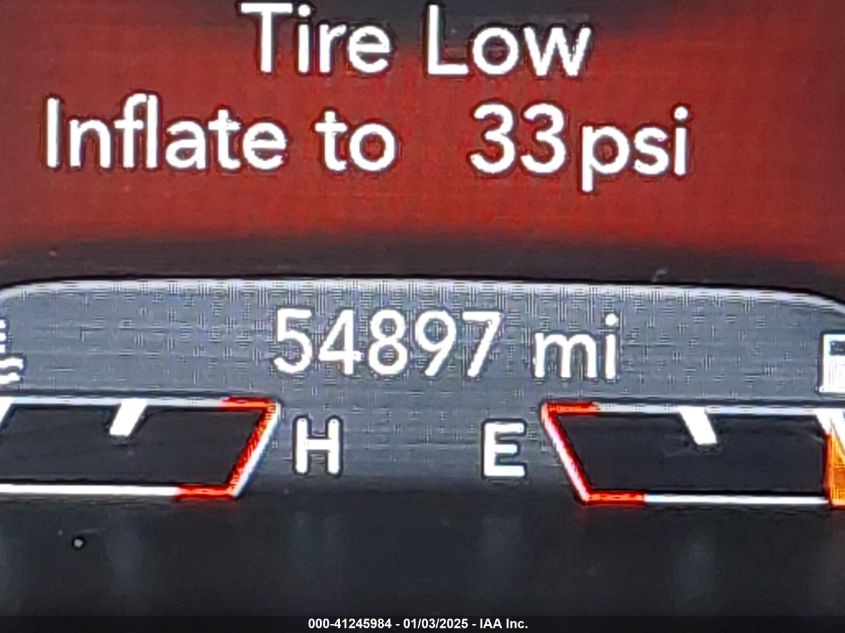 Tire Low
Inflate to 33 psi
54897 mi
H E
000-41245984 - 01/03/2025 - IAA Inc.